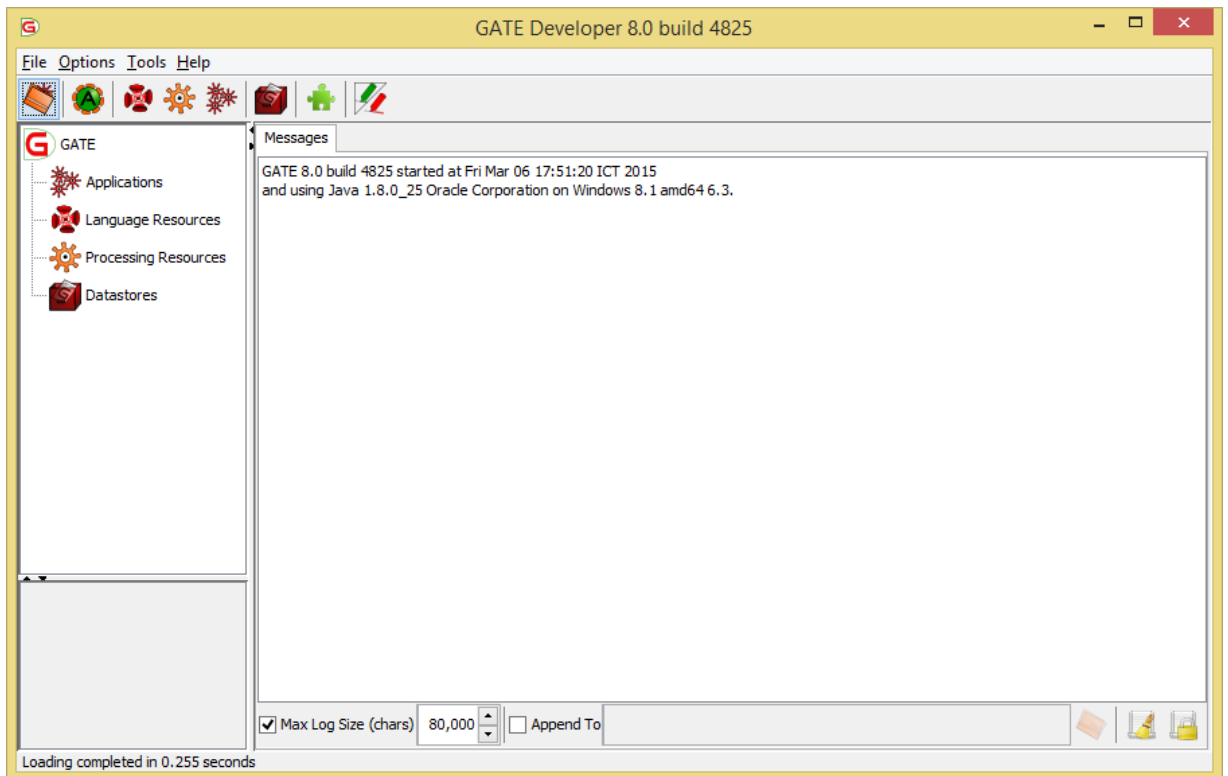 GATE Developer 8.0 build 4825
File Options Tools Help
GATE
Applications
Language Resources
Processing Resources
Datastores
Messages
GATE 8.0 build 4825 started at Fri Mar 06 17:51:20 ICT 2015
and using Java 1.8.0_25 Oracle Corporation on Windows 8.1 amd64 6.3.
Max Log Size (chars) 80,000 Append To
Loading completed in 0.255 seconds